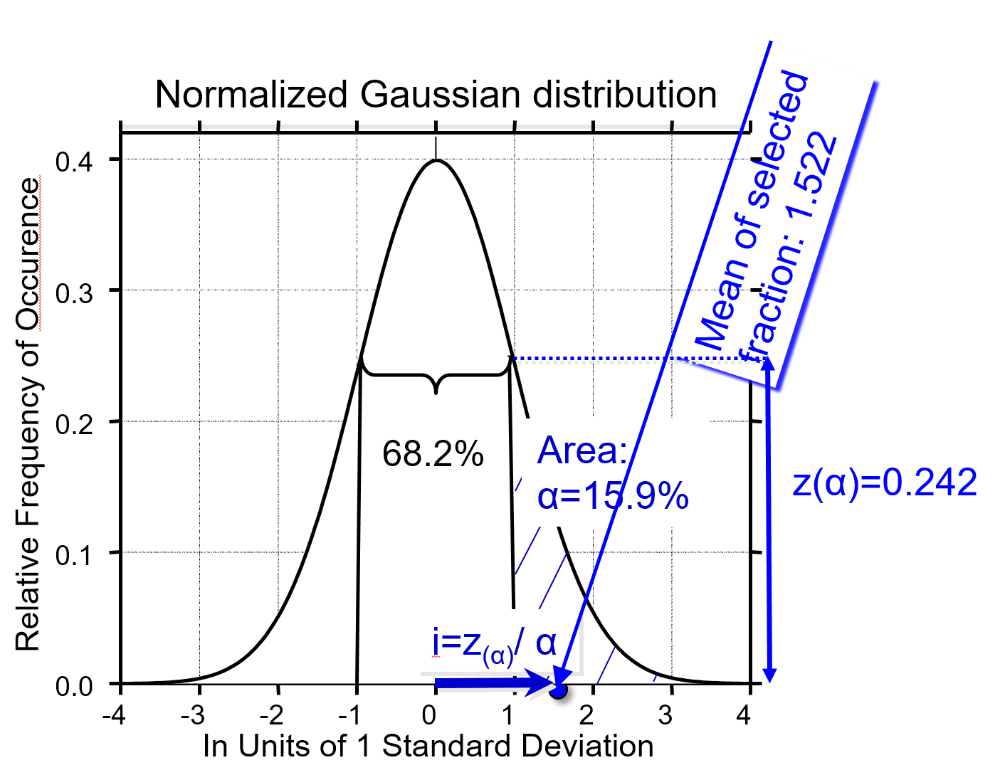 Normalized Gaussian distribution
Relative Frequency of Occurence
0.4
0.3
0.2
0.1
0.0
Mean of selected
fraction: 1.522
68.2%
Area:
α=15.9%
z(α)=0.242
i=z(α)/ α
-4 -3 -2 -1 0 1 2 3 4
In Units of 1 Standard Deviation